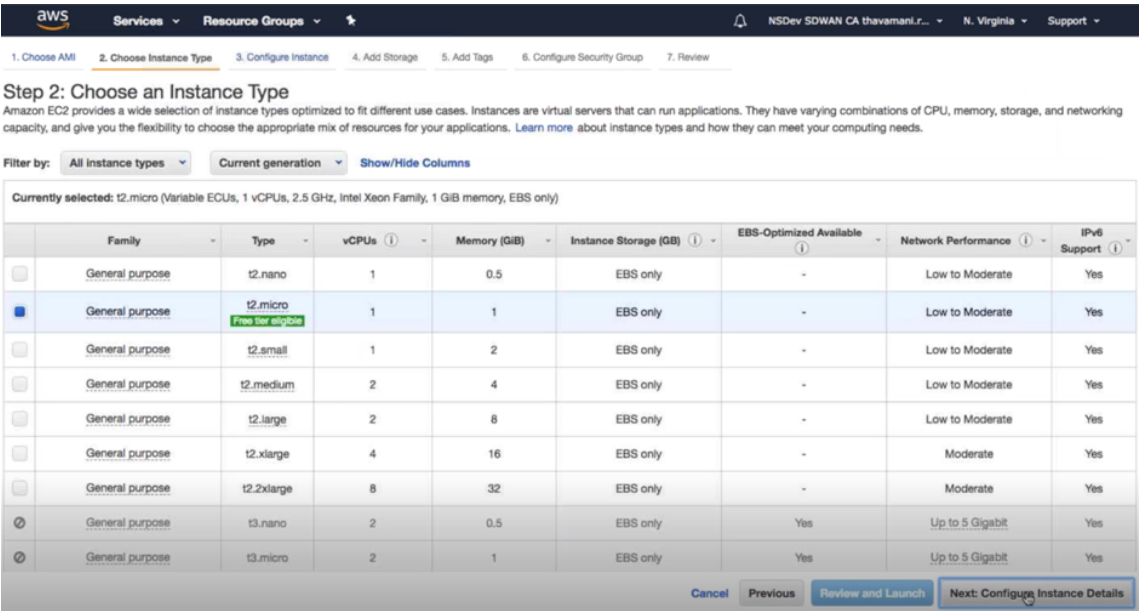 aws Services Resource Groups NSDev SDWAN CA thavamani.r... N. Virginia Support
1. Choose AMI 2. Choose Instance Type 3. Configure Instance 4. Add Storage 5. Add Tags 6. Configure Security Group 7. Review
Step 2: Choose an Instance Type
Amazon EC2 provides a wide selection of instance types optimized to fit different use cases. Instances are virtual servers that can run applications. They have varying combinations of CPU, memory, storage, and networking
capacity, and give you the flexibility to choose the appropriate mix of resources for your applications. Learn more about instance types and how they can meet your computing needs.
Filter by: All instance types Current generation Show/Hide Columns
Currently selected: t2.micro (Variable ECUs, 1 vCPUs, 2.5 GHz, Intel Xeon Family, 1 GiB memory, EBS only)
Family Type vCPUs Memory (GiB) Instance Storage (GB) EBS-Optimized Available Network Performance IPv6 Support
General purpose t2.nano 1 0.5 EBS only - Low to Moderate Yes
General purpose t2.micro 1 1 EBS only - Low to Moderate Yes
Free tier eligible
General purpose t2.small 1 2 EBS only - Low to Moderate Yes
General purpose t2.medium 2 4 EBS only - Low to Moderate Yes
General purpose t2.large 2 8 EBS only - Low to Moderate Yes
General purpose t2.xlarge 4 16 EBS only - Moderate Yes
General purpose t2.2xlarge 8 32 EBS only - Moderate Yes
General purpose t3.nano 2 0.5 EBS only Yes Up to 5 Gigabit Yes
General purpose t3.micro 2 1 EBS only Yes Up to 5 Gigabit Yes
Cancel Previous Review and Launch Next: Configure Instance Details